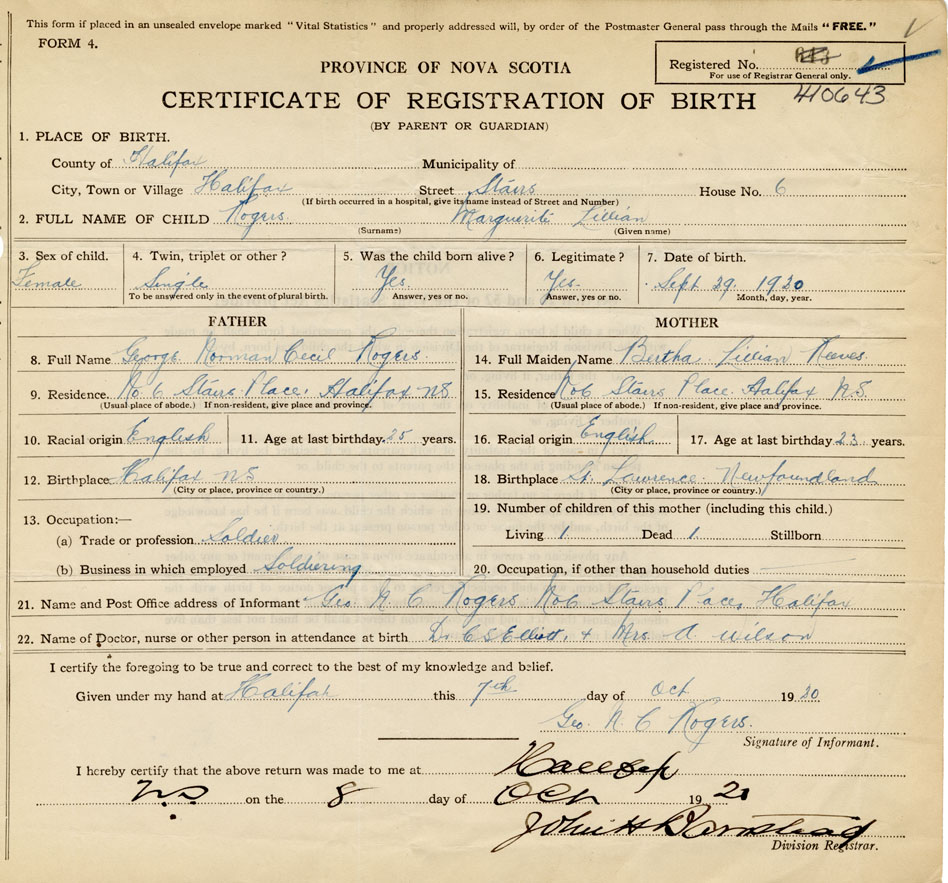 This form if placed in an unsealed envelope marked "Vital Statistics" and properly addressed will, by order of the Postmaster General pass through the Mails "FREE."
FORM 4.
Registered No.
For use of Registrar General only.
410643
PROVINCE OF NOVA SCOTIA
CERTIFICATE OF REGISTRATION OF BIRTH
(BY PARENT OR GUARDIAN)
1. PLACE OF BIRTH.
County of Halifax Municipality of
City, Town or Village Halifax Street Stairs House No. 6
(If birth occurred in a hospital, give its name instead of Street and Number)
2. FULL NAME OF CHILD Rogers Marguerite Lillian
(Surname) (Given name)
3. Sex of child. 4. Twin, triplet or other? 5. Was the child born alive? 6. Legitimate? 7. Date of birth.
Female Single Yes. Yes. Sept 29. 1920
To be answered only in the event of plural birth. Answer, yes or no. Answer, yes or no. Month, day, year.
FATHER MOTHER
8. Full Name George Norman Cecil Rogers. 14. Full Maiden Name Bertha Lillian Reeves
9. Residence. No 6 Stairs Place. Halifax NS 15. Residence No 6 Stairs Place. Halifax NS.
(Usual place of abode.) If non-resident, give place and province. (Usual place of abode.) If non-resident, give place and province.
10. Racial origin English 11. Age at last birthday 25 years. 16. Racial origin English. 17. Age at last birthday 23 years.
12. Birthplace Halifax NS 18. Birthplace St. Lawrence. Newfoundland
(City or place, province or country.) (City or place, province or country.)
13. Occupation:— 19. Number of children of this mother (including this child.)
(a) Trade or profession Soldier Living 1 Dead 1. Stillborn
(b) Business in which employed Soldiering 20. Occupation, if other than household duties
21. Name and Post Office address of Informant Geo. N C Rogers No 6 Stairs Place, Halifax
22. Name of Doctor, nurse or other person in attendance at birth Dr. C S Elliott, & Mrs A Wilson
I certify the foregoing to be true and correct to the best of my knowledge and belief.
Given under my hand at Halifax this 7th day of Oct 1920
Geo. N. C Rogers.
Signature of Informant.
I hereby certify that the above return was made to me at Halifax
N.S. on the 8 day of Oct 1920
John H Barnstead
Division Registrar.